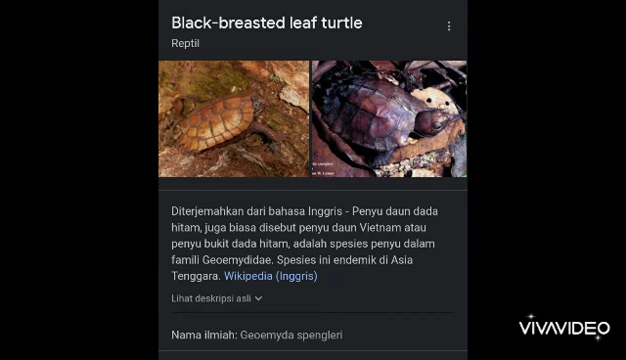 Black-breasted leaf turtle
Reptil
Diterjemahkan dari bahasa Inggris - Penyu daun dada
hitam, juga biasa disebut penyu daun Vietnam atau
penyu bukit dada hitam, adalah spesies penyu dalam
famili Geoemydidae. Spesies ini endemik di Asia
Tenggara. Wikipedia (Inggris)
Lihat deskripsi asli
Nama ilmiah: Geoemyda spengleri
VIVAVIDEO